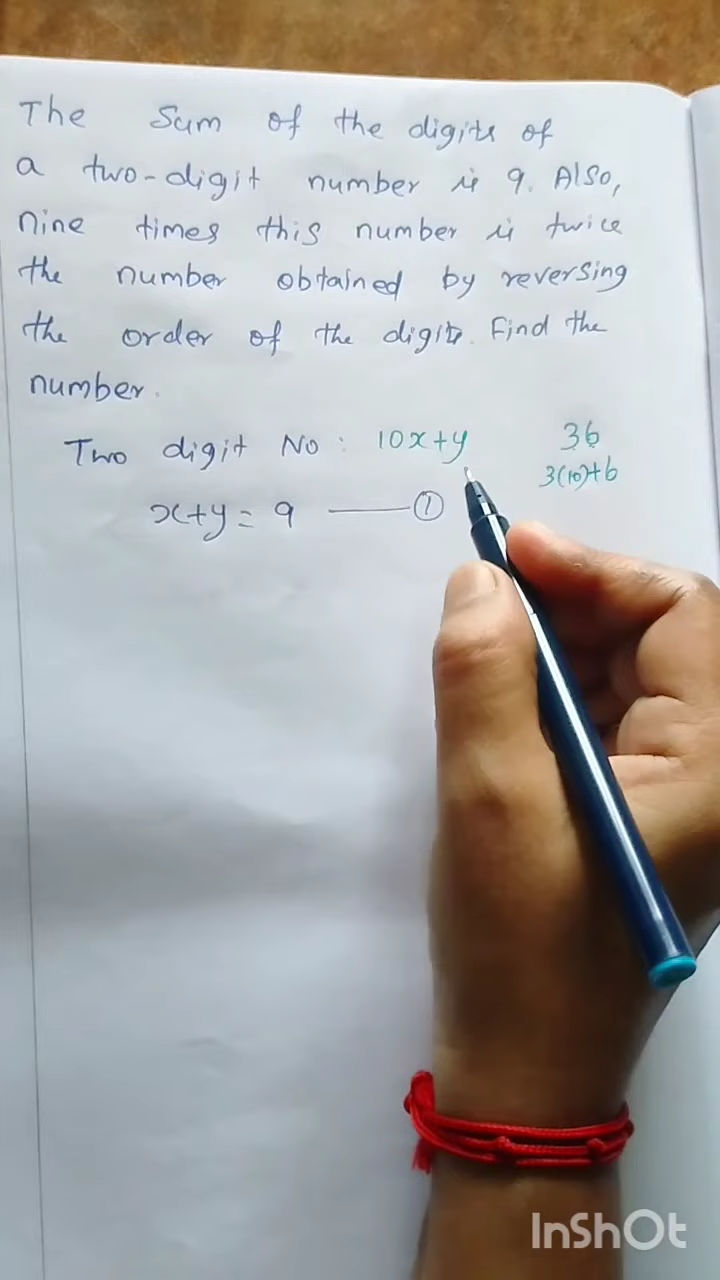 The Sum of the digits of
a two-digit number is 9. Also,
nine times this number is twice
the number obtained by reversing
the order of the digits. Find the
number.
Two digit No: 10x+y 36
3(10)+6
x+y = 9 ——— ①
InShOt